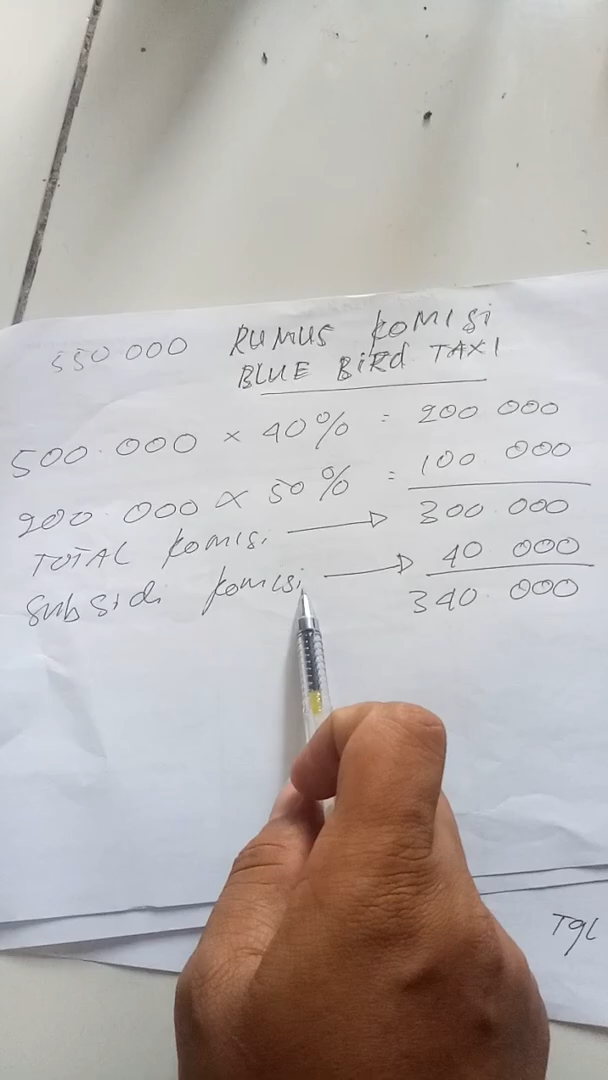 550 000 RUMUS KOMISI
BLUE BIRD TAXI
500.000 x 40% = 200 000
200.000 x 50% = 100 000
TOTAL KOMISI → 300.000
SUBSIDI KOMISI → 40 000
340.000
TGL